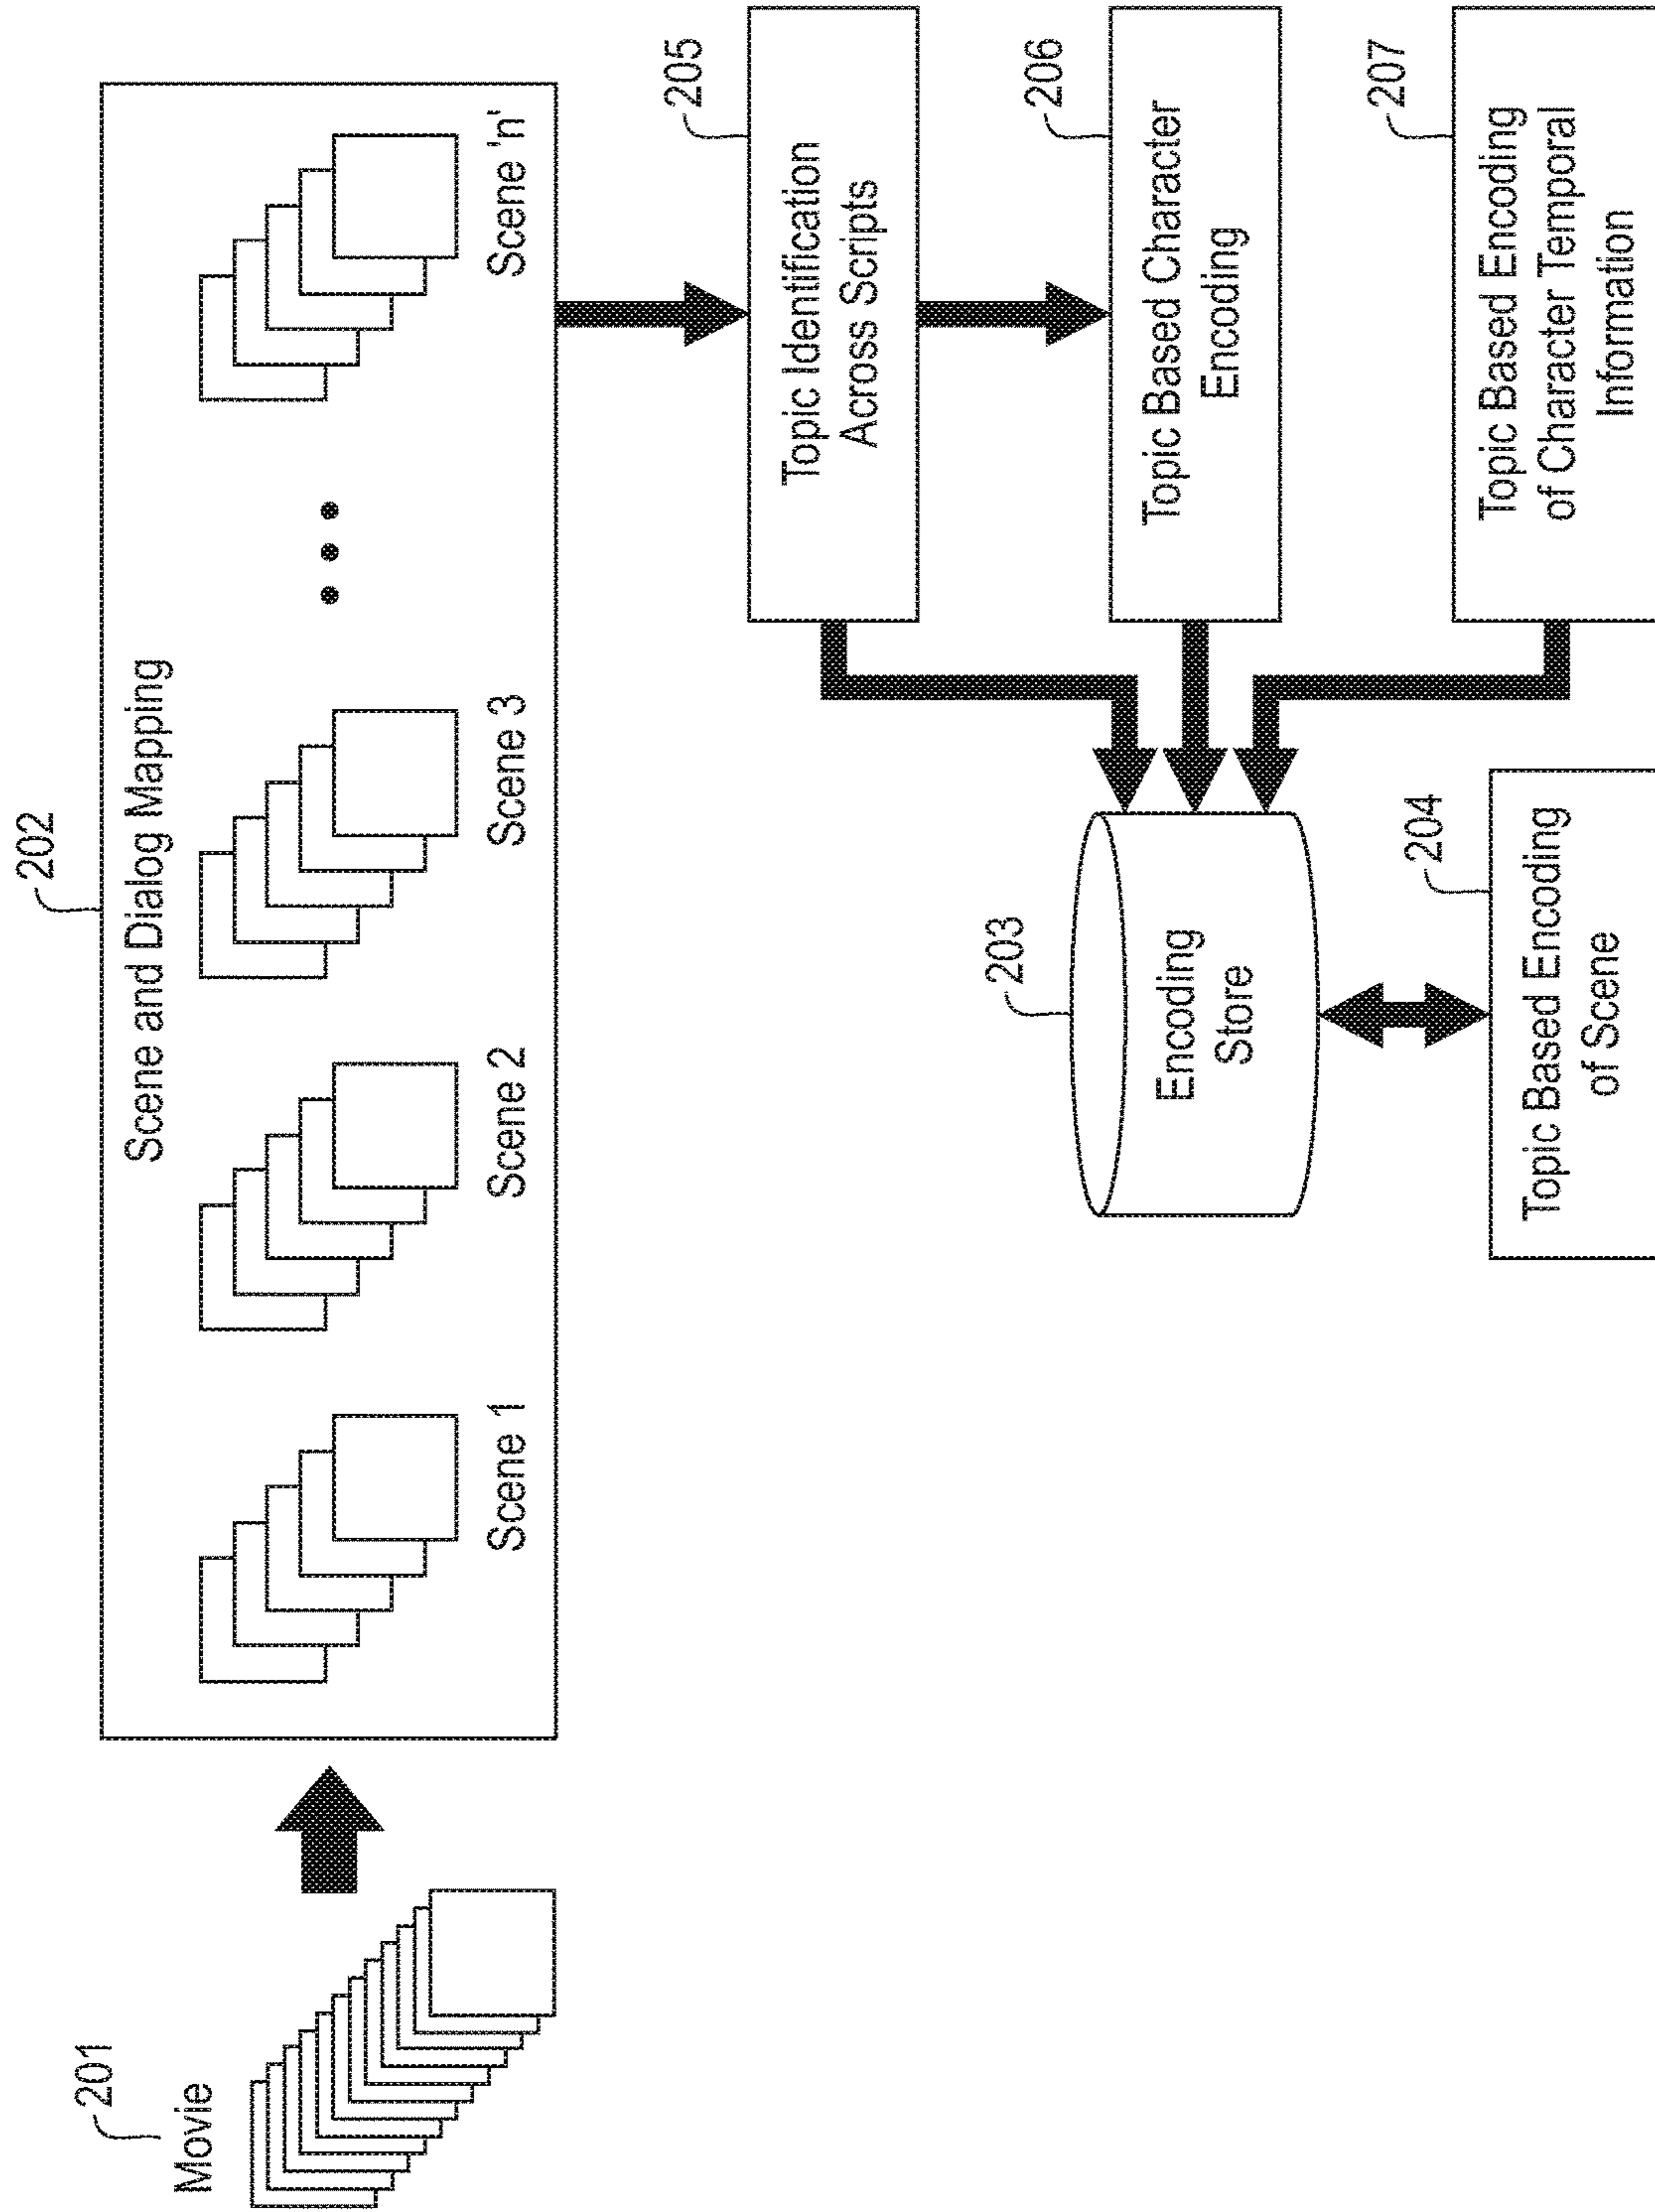 201
Movie
202
Scene and Dialog Mapping
Scene 1
Scene 2
Scene 3
Scene 'n'
205
Topic Identification
Across Scripts
206
Topic Based Character
Encoding
207
Topic Based Encoding
of Character Temporal
Information
203
Encoding
Store
204
Topic Based Encoding
of Scene